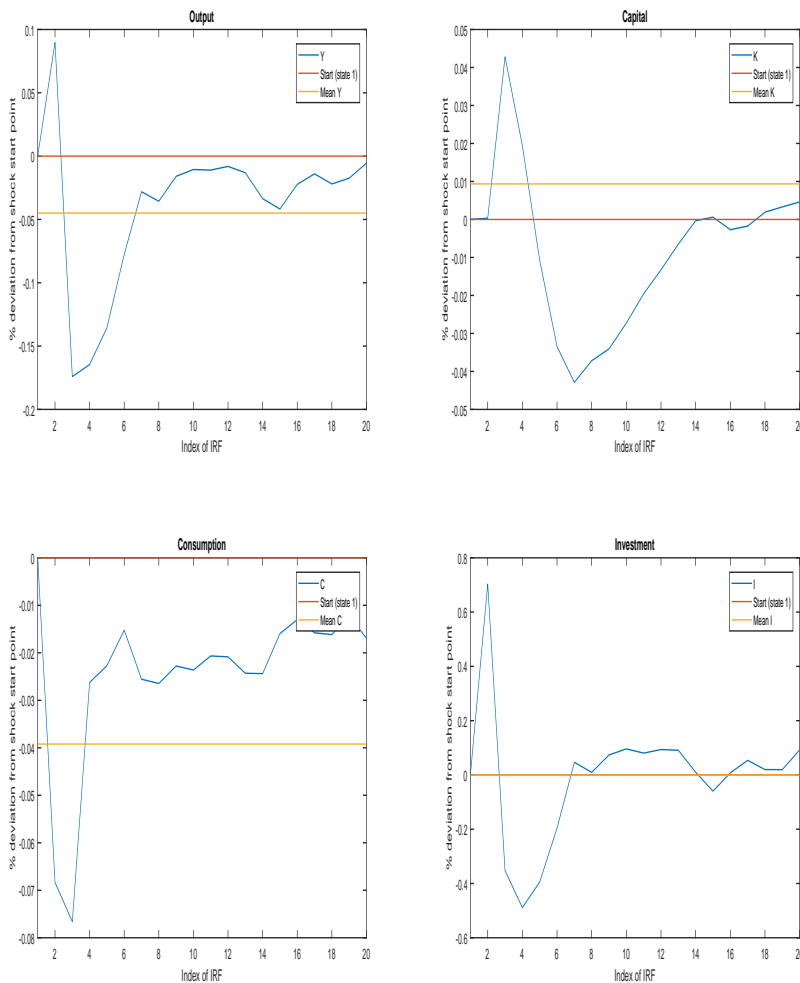 Output
% deviation from shock start point
0.1
0.05
0
-0.05
-0.1
-0.15
-0.2
Y
Start (state 1)
Mean Y
2 4 6 8 10 12 14 16 18 20
Index of IRF
Capital
% deviation from shock start point
0.05
0.04
0.03
0.02
0.01
0
-0.01
-0.02
-0.03
-0.04
-0.05
K
Start (state 1)
Mean K
2 4 6 8 10 12 14 16 18 20
Index of IRF
Consumption
% deviation from shock start point
0
-0.01
-0.02
-0.03
-0.04
-0.05
-0.06
-0.07
-0.08
C
Start (state 1)
Mean C
2 4 6 8 10 12 14 16 18 20
Index of IRF
Investment
% deviation from shock start point
0.8
0.6
0.4
0.2
0
-0.2
-0.4
-0.6
I
Start (state 1)
Mean I
2 4 6 8 10 12 14 16 18 20
Index of IRF